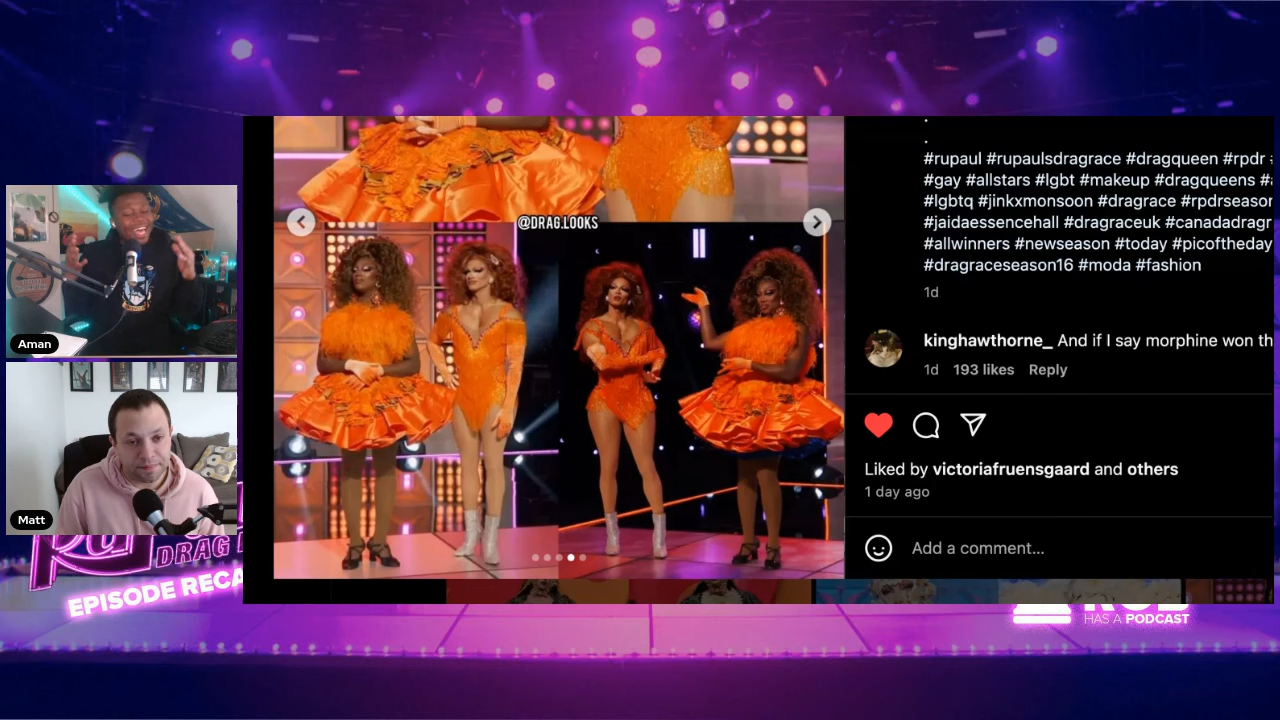 .
.
#rupaul #rupaulsdragrace #dragqueen #rpdr
#gay #allstars #lgbt #makeup #dragqueens
#lgbtq #jinkxmonsoon #dragrace #rpdrseason
#jaidaessencehall #dragraceuk #canadadragr
#allwinners #newseason #today #picoftheday
#dragraceseason16 #moda #fashion
1d
kinghawthorne_ And if I say morphine won th
1d 193 likes Reply
Liked by victoriafruensgaard and others
1 day ago
Add a comment...
@DRAG.LOOKS
Aman
Matt
DRAG
EPISODE RECA
HAS A PODCAST